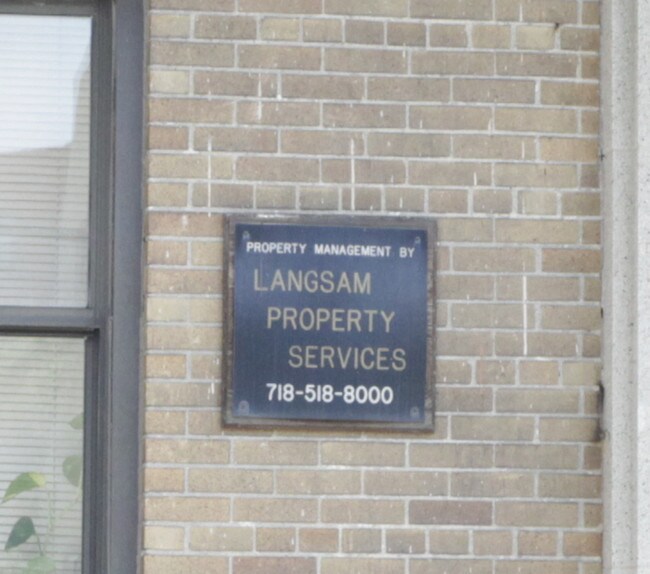 PROPERTY MANAGEMENT BY
LANGSAM
PROPERTY
SERVICES
718-518-8000